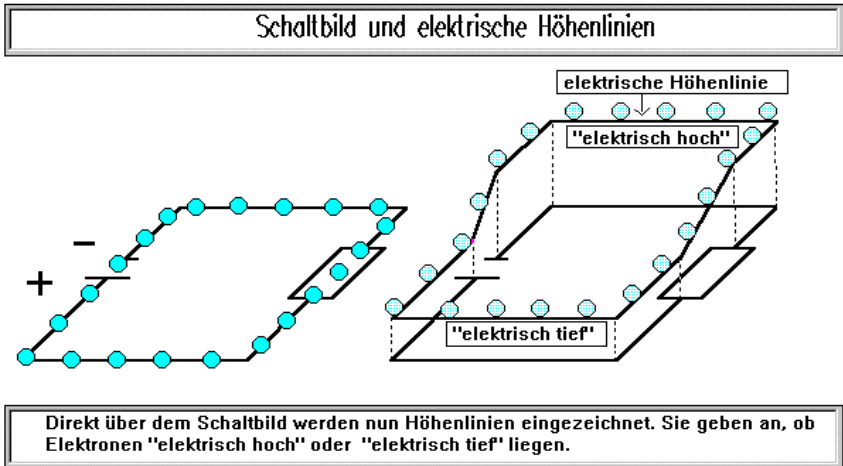 Schaltbild und elektrische Höhenlinien
elektrische Höhenlinie
"elektrisch hoch"
−
+
"elektrisch tief"
Direkt über dem Schaltbild werden nun Höhenlinien eingezeichnet. Sie geben an, ob
Elektronen "elektrisch hoch" oder "elektrisch tief" liegen.